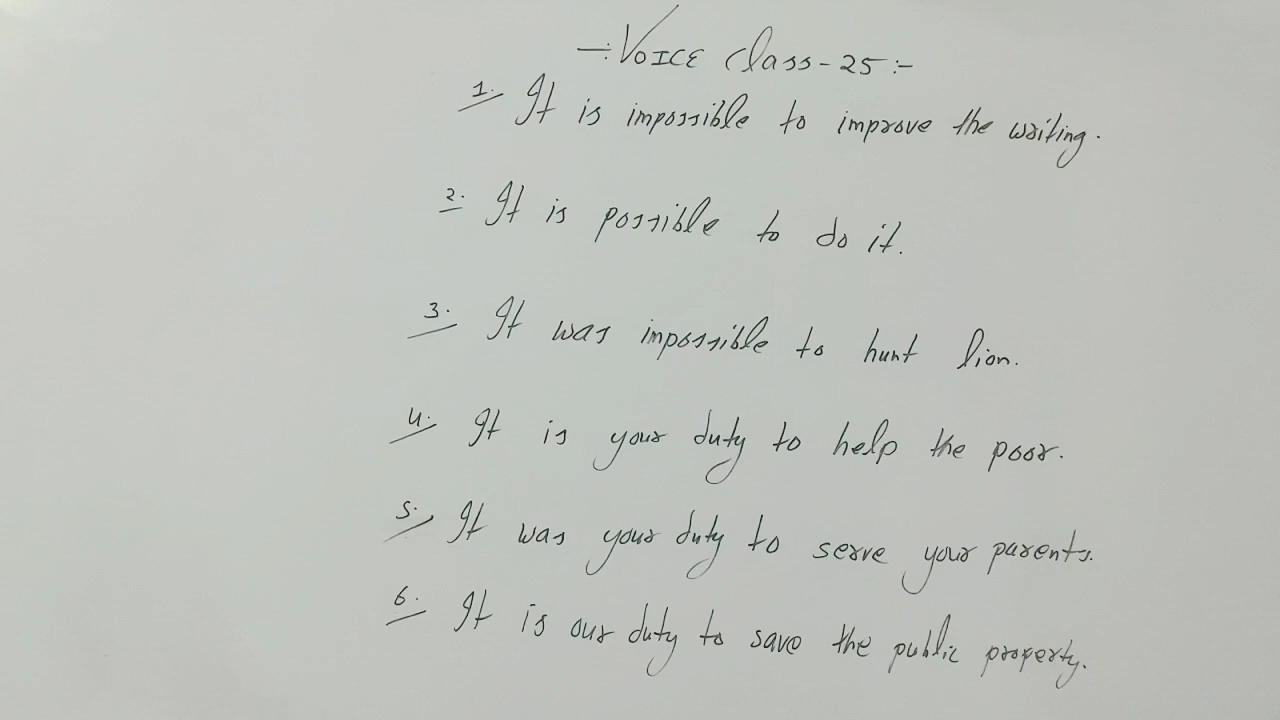 -: VOICE Class-25 :-
1. It is impossible to improve the writing.
2. It is possible to do it.
3. It was impossible to hunt lion.
4. It is your duty to help the poor.
5. It was your duty to serve your parents.
6. It is our duty to save the public property.